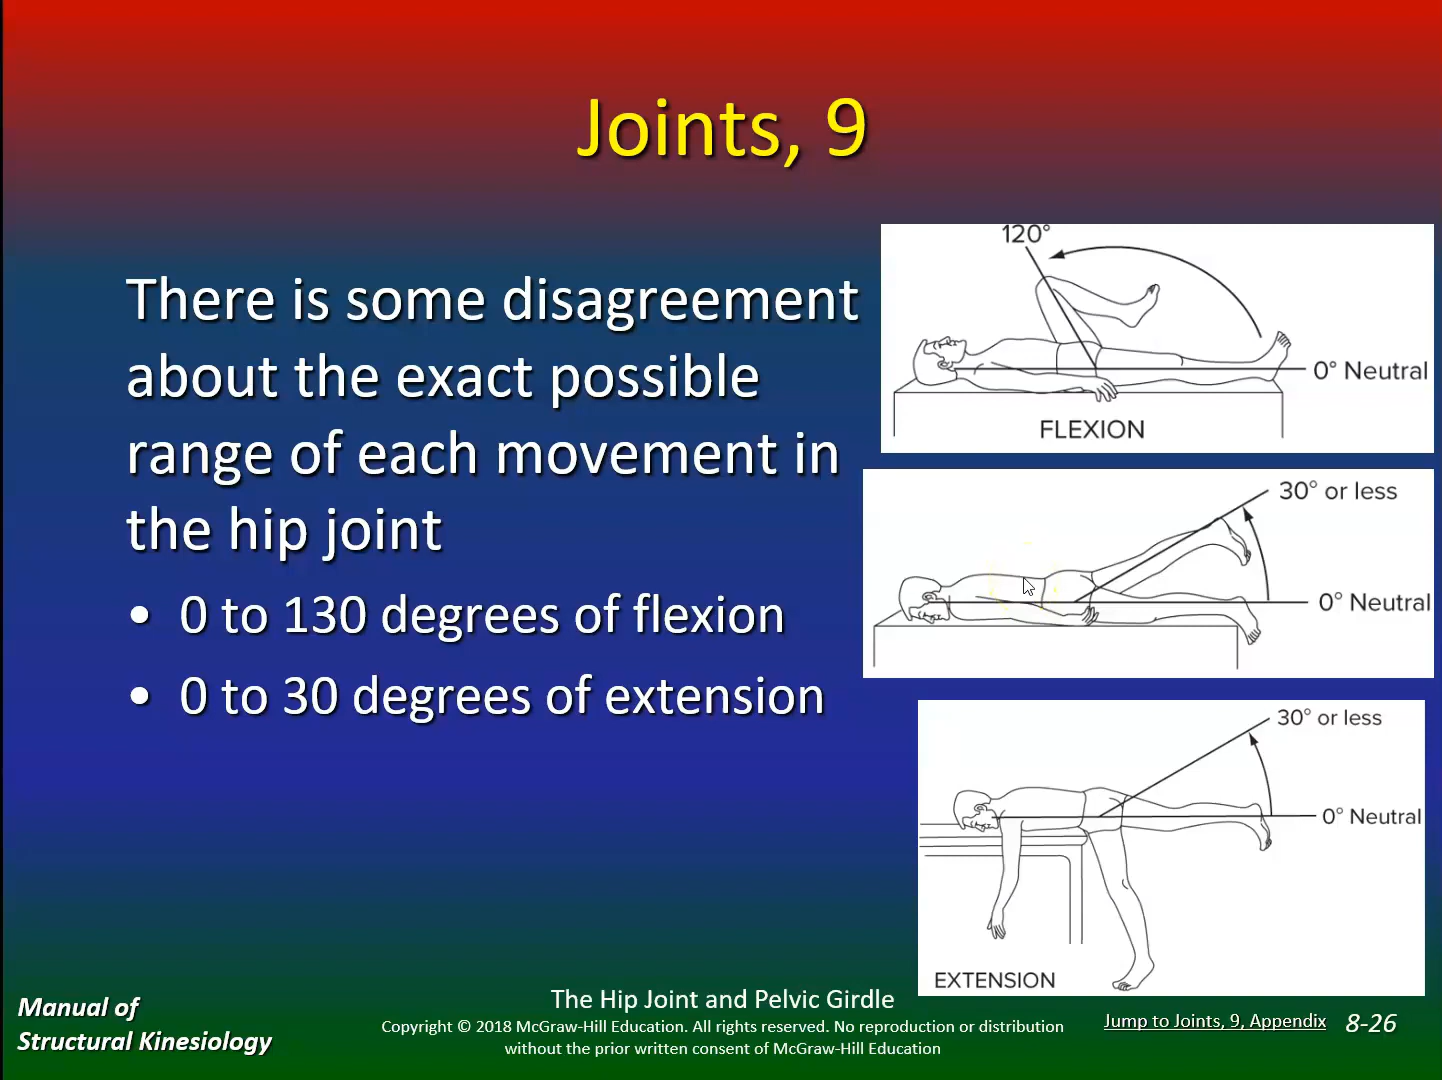 Joints, 9
There is some disagreement
about the exact possible
range of each movement in
the hip joint
• 0 to 130 degrees of flexion
• 0 to 30 degrees of extension
120°
0° Neutral
FLEXION
30° or less
0° Neutral
30° or less
0° Neutral
EXTENSION
Manual of
Structural Kinesiology
The Hip Joint and Pelvic Girdle
Copyright © 2018 McGraw-Hill Education. All rights reserved. No reproduction or distribution
without the prior written consent of McGraw-Hill Education
Jump to Joints, 9, Appendix
8-26